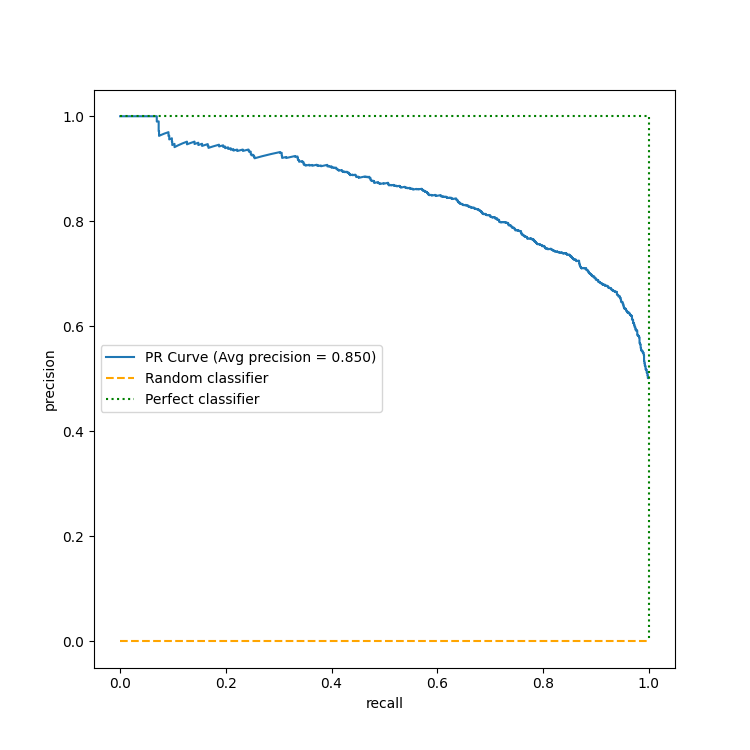 1.0
0.8
0.6
0.4
0.2
0.0
precision
PR Curve (Avg precision = 0.850)
Random classifier
Perfect classifier
0.0 0.2 0.4 0.6 0.8 1.0
recall